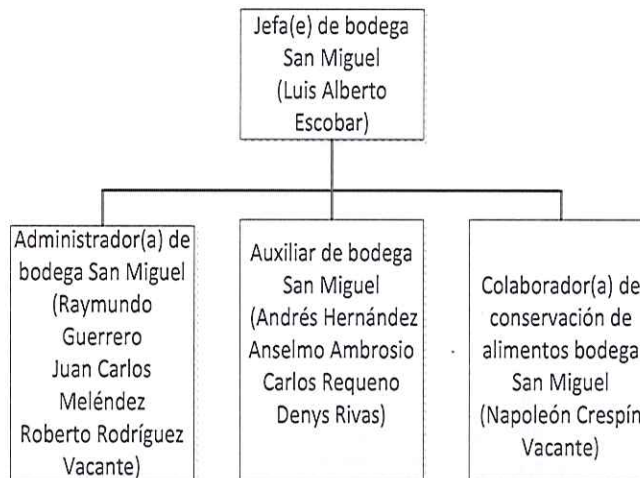 Jefa(e) de bodega
San Miguel
(Luis Alberto
Escobar)
Administrador(a) de
bodega San Miguel
(Raymundo
Guerrero
Juan Carlos
Meléndez
Roberto Rodríguez
Vacante)
Auxiliar de bodega
San Miguel
(Andrés Hernández
Anselmo Ambrosio
Carlos Requeno
Denys Rivas)
Colaborador(a) de
conservación de
alimentos bodega
San Miguel
(Napoleón Crespín
Vacante)